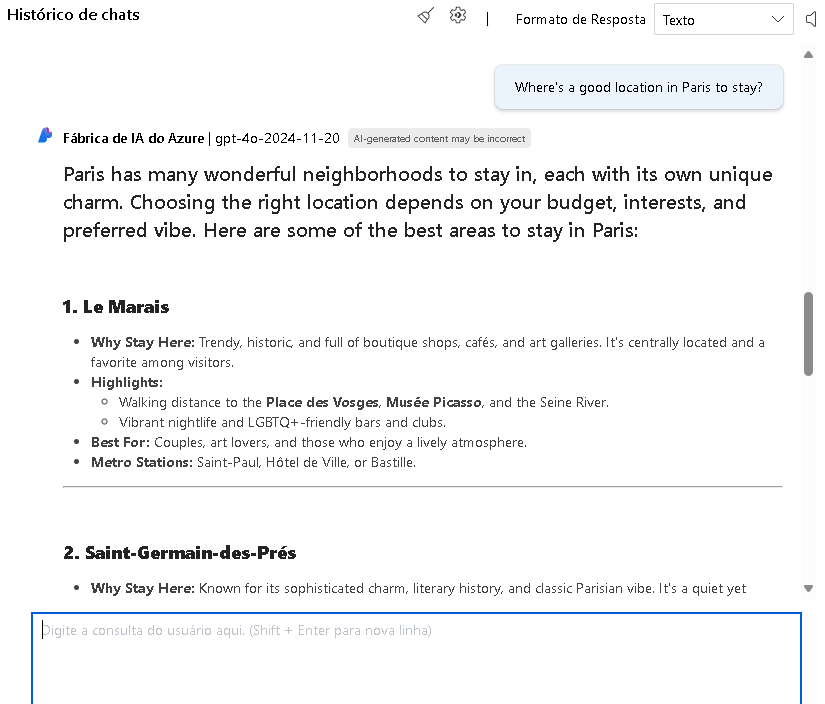 Histórico de chats
| Formato de Resposta Texto
Where's a good location in Paris to stay?
Fábrica de IA do Azure | gpt-4o-2024-11-20 AI-generated content may be incorrect
Paris has many wonderful neighborhoods to stay in, each with its own unique
charm. Choosing the right location depends on your budget, interests, and
preferred vibe. Here are some of the best areas to stay in Paris:
1. Le Marais
• Why Stay Here: Trendy, historic, and full of boutique shops, cafés, and art galleries. It's centrally located and a
favorite among visitors.
• Highlights:
○ Walking distance to the Place des Vosges, Musée Picasso, and the Seine River.
○ Vibrant nightlife and LGBTQ+-friendly bars and clubs.
• Best For: Couples, art lovers, and those who enjoy a lively atmosphere.
• Metro Stations: Saint-Paul, Hôtel de Ville, or Bastille.
2. Saint-Germain-des-Prés
• Why Stay Here: Known for its sophisticated charm, literary history, and classic Parisian vibe. It's a quiet yet
Digite a consulta do usuário aqui. (Shift + Enter para nova linha)